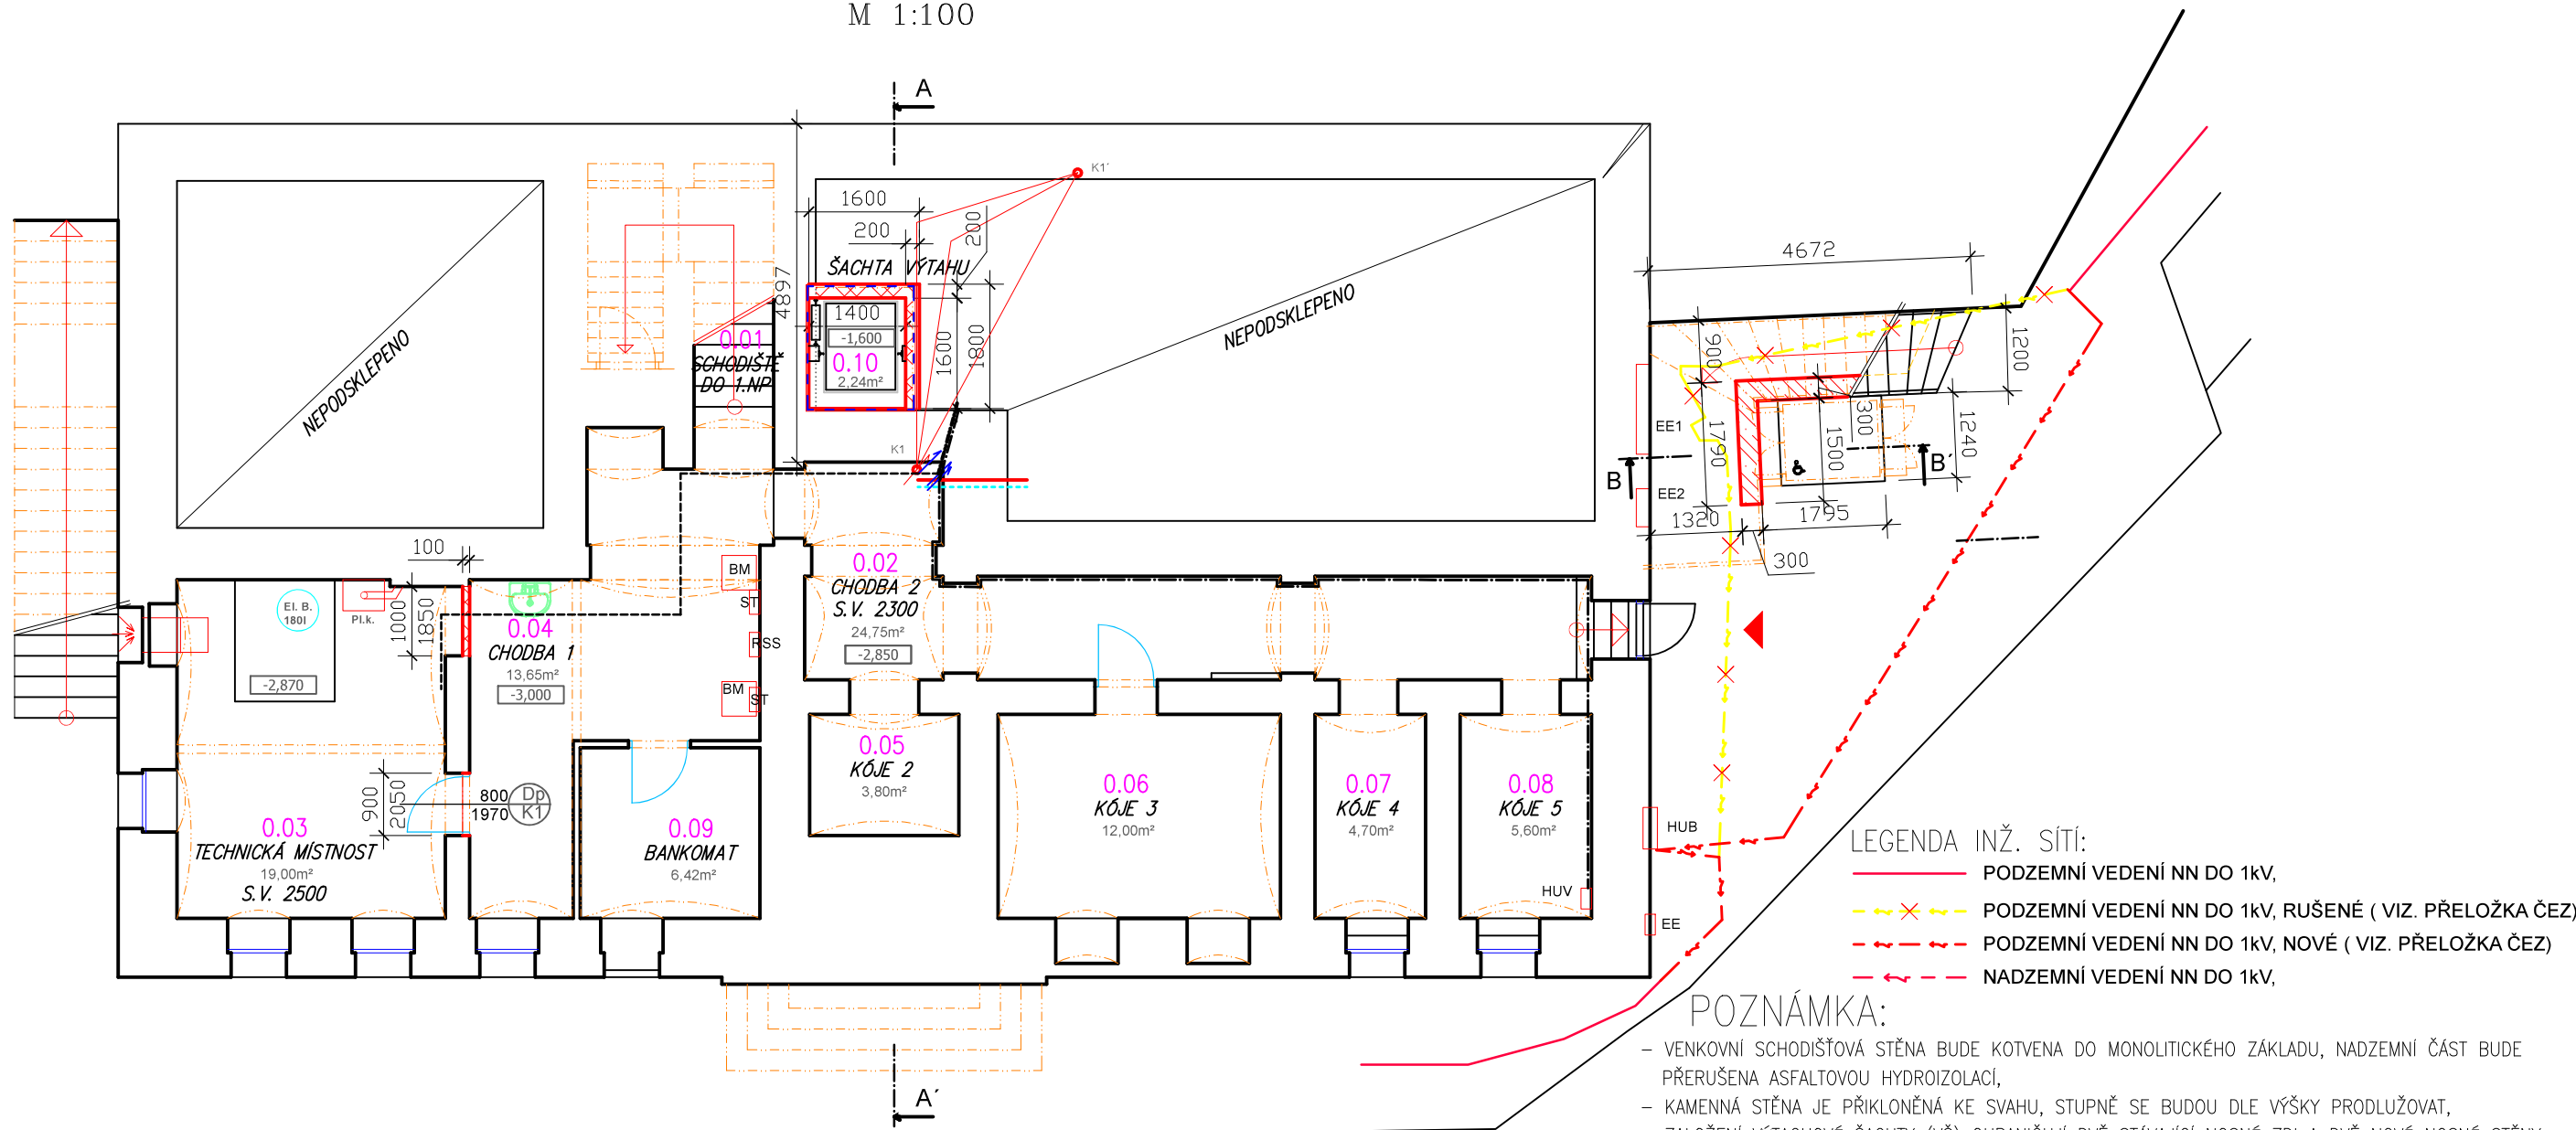 M 1:100
A
K1'
1600
200
200
4672
ŠACHTA VÝTAHU
4897
1400
-1,600
0.10
2,24m²
1600
1800
NEPODSKLEPENO
NEPODSKLEPENO
0.01
SCHODIŠTĚ
DO 1.NP
900
1200
EE1
1790
300
1500
1240
K1
B
B´
EE2
1320
1795
300
100
BM
ST
RSS
BM
ST
0.02
CHODBA 2
S.V. 2300
24,75m²
-2,850
El. B.
180l
Pl.k.
1000
1850
0.04
CHODBA 1
13,65m²
-3,000
-2,870
0.05
KÓJE 2
3,80m²
0.06
KÓJE 3
12,00m²
0.07
KÓJE 4
4,70m²
0.08
KÓJE 5
5,60m²
900
2050
800
1970
Dp
K1
0.03
TECHNICKÁ MÍSTNOST
19,00m²
S.V. 2500
0.09
BANKOMAT
6,42m²
HUB
HUV
EE
LEGENDA INŽ. SÍTÍ:
PODZEMNÍ VEDENÍ NN DO 1kV,
PODZEMNÍ VEDENÍ NN DO 1kV, RUŠENÉ ( VIZ. PŘELOŽKA ČEZ)
PODZEMNÍ VEDENÍ NN DO 1kV, NOVÉ ( VIZ. PŘELOŽKA ČEZ)
NADZEMNÍ VEDENÍ NN DO 1kV,
POZNÁMKA:
– VENKOVNÍ SCHODIŠŤOVÁ STĚNA BUDE KOTVENA DO MONOLITICKÉHO ZÁKLADU, NADZEMNÍ ČÁST BUDE
PŘERUŠENA ASFALTOVOU HYDROIZOLACÍ,
– KAMENNÁ STĚNA JE PŘIKLONĚNÁ KE SVAHU, STUPNĚ SE BUDOU DLE VÝŠKY PRODLUŽOVAT,
A´